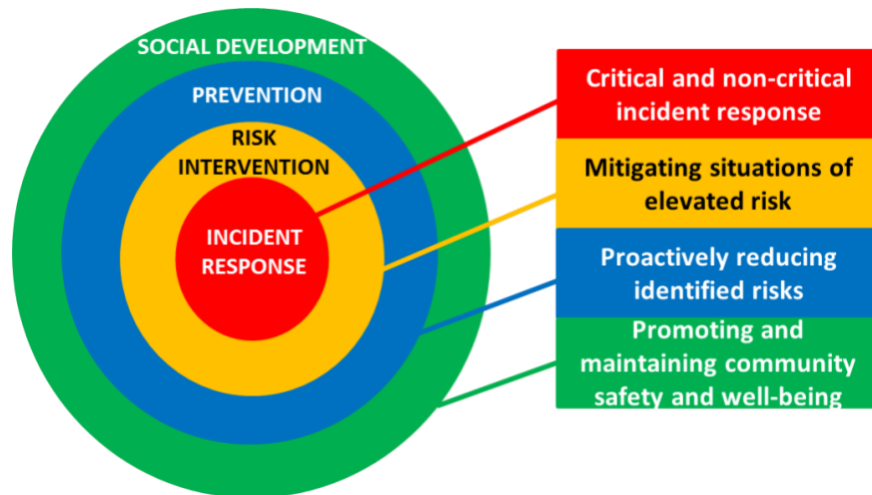 SOCIAL DEVELOPMENT
PREVENTION
RISK
INTERVENTION
INCIDENT
RESPONSE
Critical and non-critical
incident response
Mitigating situations of
elevated risk
Proactively reducing
identified risks
Promoting and
maintaining community
safety and well-being